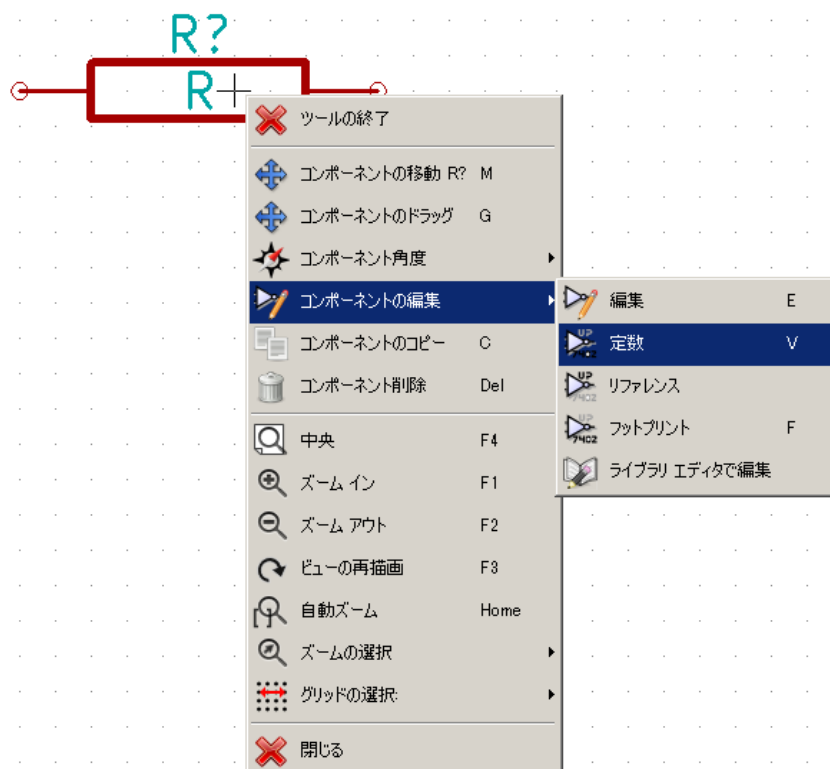 R?
R
ツールの終了
コンポーネントの移動 R? M
コンポーネントのドラッグ G
コンポーネント角度
コンポーネントの編集
コンポーネントのコピー C
コンポーネント削除 Del
中央 F4
ズーム イン F1
ズーム アウト F2
ビューの再描画 F3
自動ズーム Home
ズームの選択
グリッドの選択:
閉じる
編集 E
定数 V
リファレンス
フットプリント F
ライブラリ エディタで編集